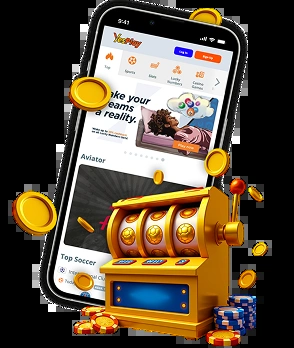 9:41
YesPlay
Log In
Sign Up
Top
Sports
Slots
Lucky
Numbers
Casino
Games
ke your
eams
a reality.
Aviator
Top Soccer